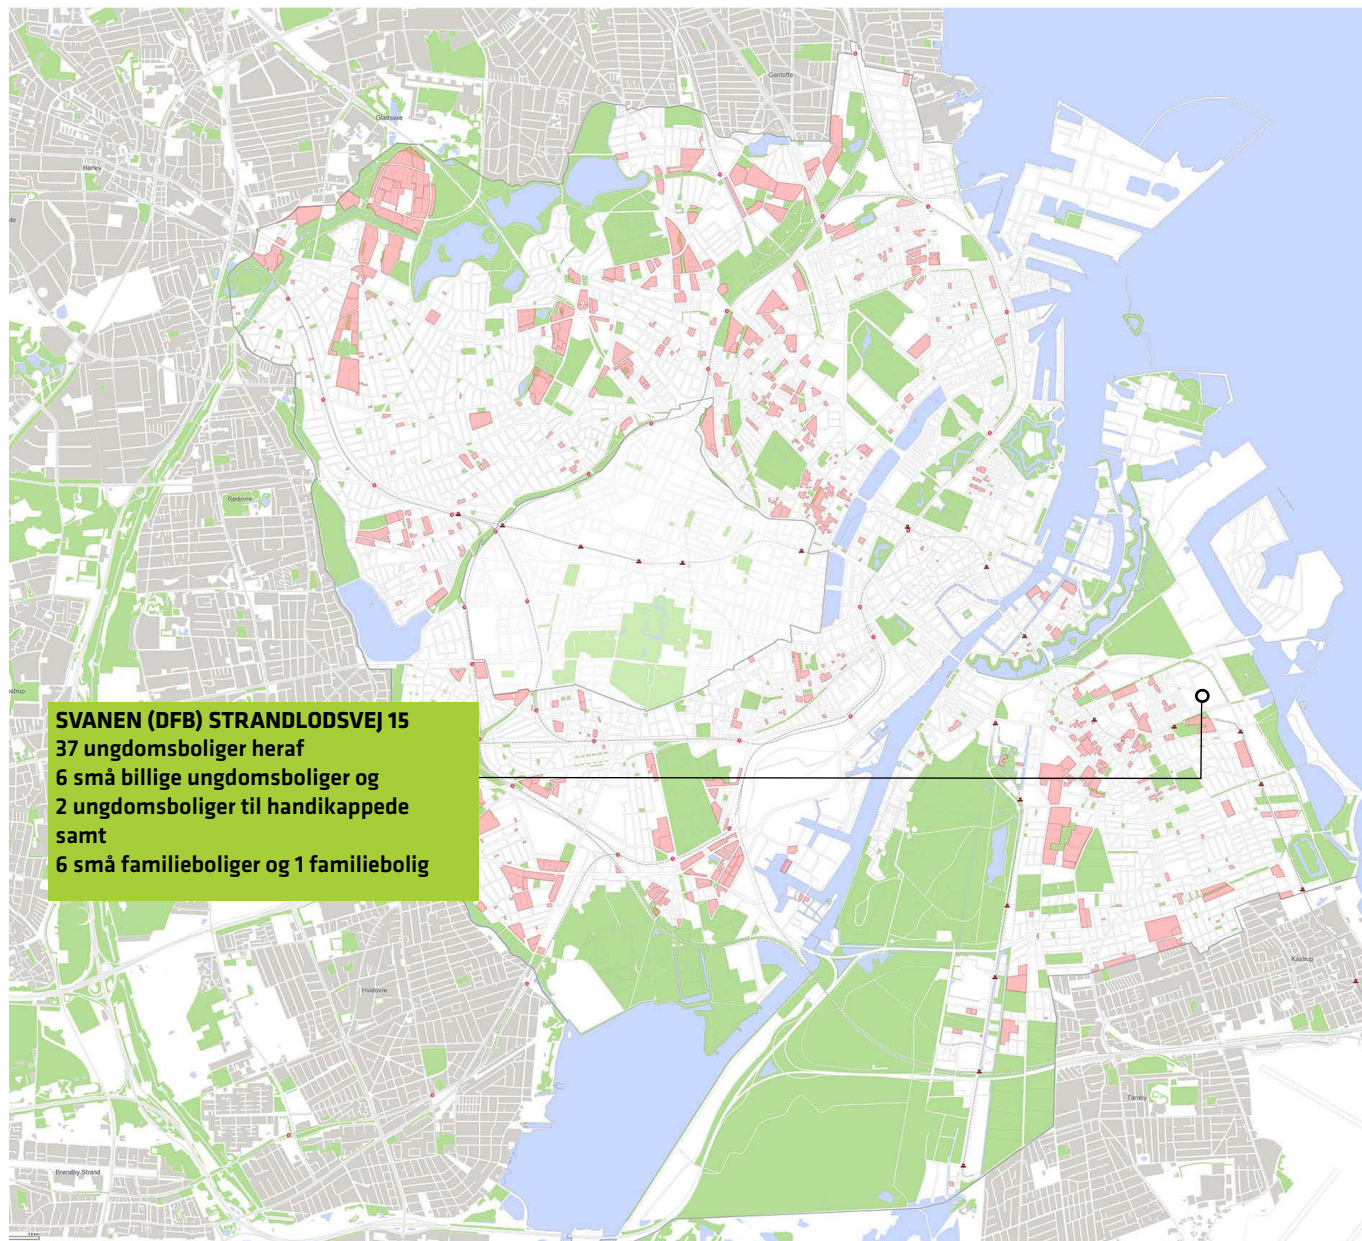 Gentofte
Gladsaxe
Herlev
Rødovre
SVANEN (DFB) STRANDLODSVEJ 15
37 ungdomsboliger heraf
6 små billige ungdomsboliger og
2 ungdomsboliger til handikappede
samt
6 små familieboliger og 1 familiebolig
Kastrup
Hvidovre
Tårnby
Brøndby Strand